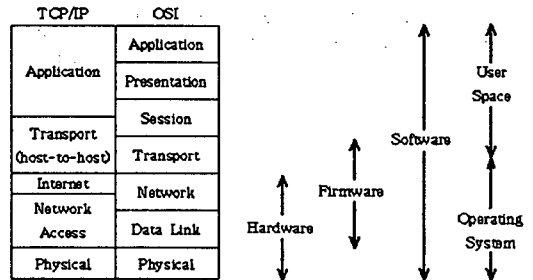 TCP/IP
OSI
Application
Transport
(host-to-host)
Internet
Network
Access
Physical
Application
Presentation
Session
Transport
Network
Data Link
Physical
Hardware
Firmware
Software
User
Space
Operating
System